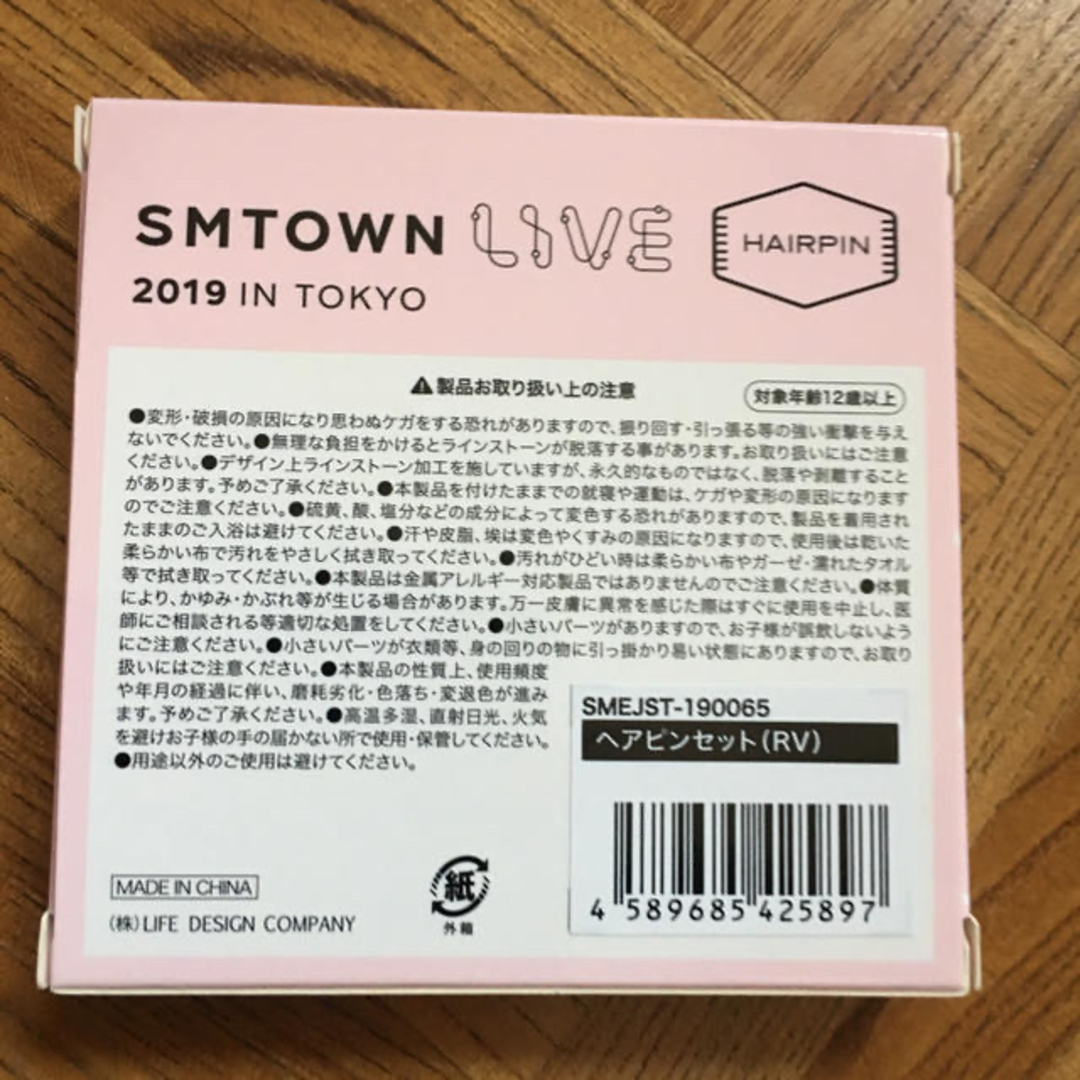 SMTOWN LIVE
HAIRPIN
2019 IN TOKYO
⚠製品お取り扱い上の注意
対象年齢12歳以上
●変形・破損の原因になり思わぬケガをする恐れがありますので、振り回す・引っ張る等の強い衝撃を与え
ないでください。●無理な負担をかけるとラインストーンが脱落する事があります。お取り扱いにはご注意
ください。●デザイン上ラインストーン加工を施していますが、永久的なものではなく、脱落や剥離すること
があります。予めご了承ください。●本製品を付けたままでの就寝や運動は、ケガや変形の原因になります
のでご注意ください。●硫黄、酸、塩分などの成分によって変色する恐れがありますので、製品を着用され
たままのご入浴は避けてください。●汗や皮脂、埃は変色やくすみの原因になりますので、使用後は乾いた
柔らかい布で汚れをやさしく拭き取ってください。●汚れがひどい時は柔らかい布やガーゼ・濡れたタオル
等で拭き取ってください。●本製品は金属アレルギー対応製品ではありませんのでご注意ください。●体質
により、かゆみ・かぶれ等が生じる場合があります。万一皮膚に異常を感じた際はすぐに使用を中止し、医
師にご相談される等適切な処置をしてください。●小さいパーツがありますので、お子様が誤飲しないよう
にご注意ください。●小さいパーツが衣類等、身の回りの物に引っ掛かり易い状態にありますので、お取り
扱いにはご注意ください。●本製品の性質上、使用頻度
や年月の経過に伴い、磨耗劣化・色落ち・変退色が進み
ます。予めご了承ください。●高温多湿、直射日光、火気
を避けお子様の手の届かない所で使用・保管してください。
●用途以外のご使用は避けてください。
SMEJST-190065
ヘアピンセット(RV)
4 589685 425897
MADE IN CHINA
(株)LIFE DESIGN COMPANY
紙
外箱